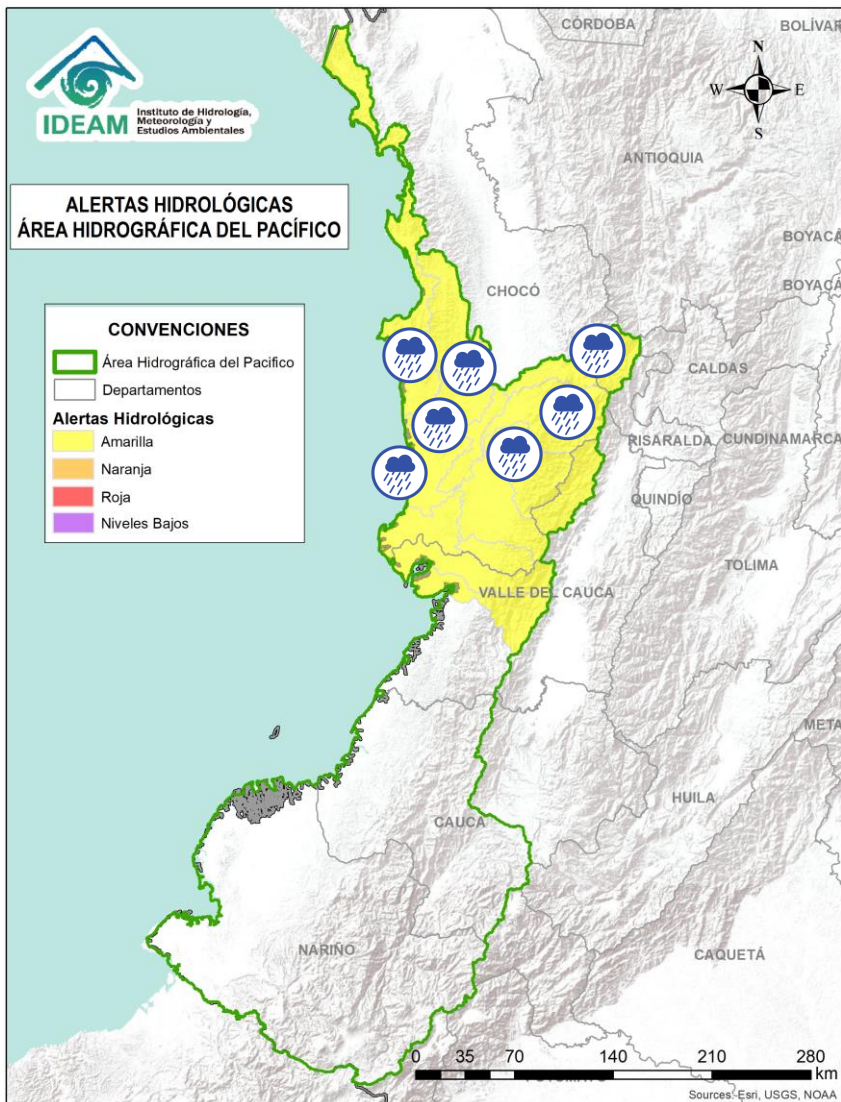 IDEAM
Instituto de Hidrología,
Meteorología y
Estudios Ambientales
ALERTAS HIDROLÓGICAS
ÁREA HIDROGRÁFICA DEL PACÍFICO
CONVENCIONES
Área Hidrográfica del Pacifico
Departamentos
Alertas Hidrológicas
Amarilla
Naranja
Roja
Niveles Bajos
N
W
E
S
CÓRDOBA
BOLÍVAR
ANTIOQUIA
BOYACÁ
CHOCÓ
BOYACÁ
CALDAS
RISARALDA
CUNDINAMARCA
QUINDÍO
TOLIMA
VALLE DEL CAUCA
META
HUILA
CAUCA
NARIÑO
CAQUETÁ
0 35 70 140 210 280
km
Sources: Esri, USGS, NOAA